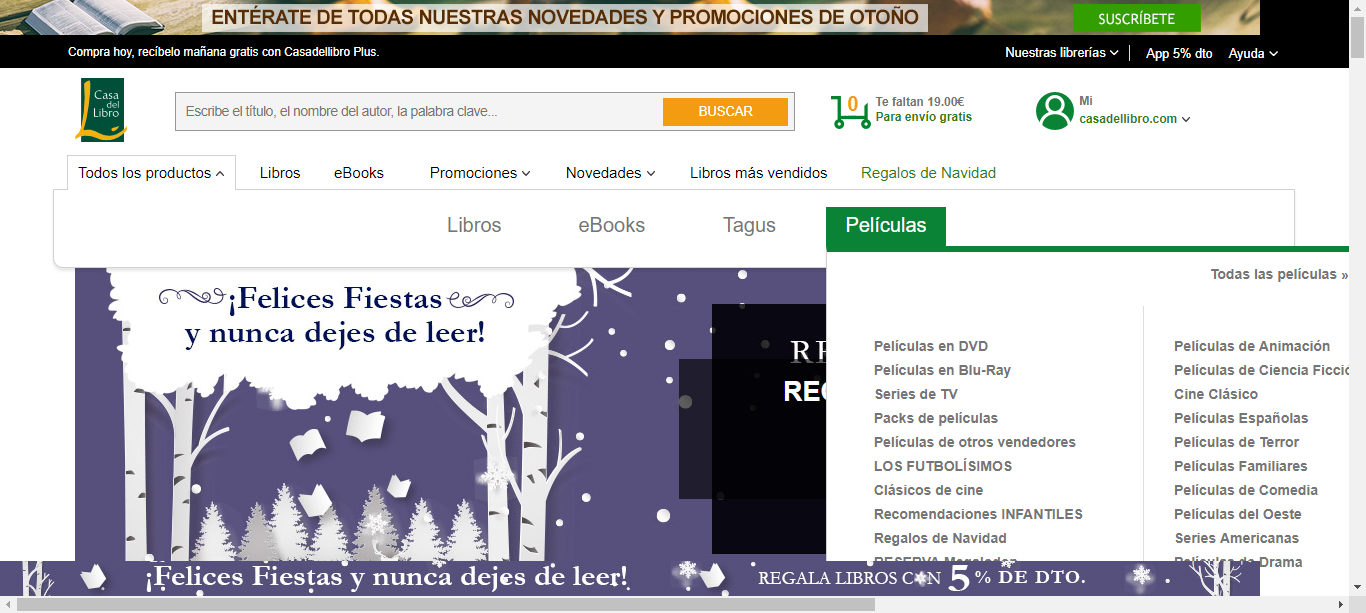 ENTÉRATE DE TODAS NUESTRAS NOVEDADES Y PROMOCIONES DE OTOÑO
SUSCRÍBETE
Compra hoy, recíbelo mañana gratis con Casadellibro Plus.
Nuestras librerías
App 5% dto
Ayuda
Casa
del
Libro
Escribe el título, el nombre del autor, la palabra clave...
BUSCAR
0
Te faltan 19.00€
Para envío gratis
Mi
casadellibro.com
Todos los productos
Libros
eBooks
Promociones
Novedades
Libros más vendidos
Regalos de Navidad
Libros
eBooks
Tagus
Películas
Todas las películas »
¡Felices Fiestas
y nunca dejes de leer!
Películas en DVD
Películas en Blu-Ray
Series de TV
Packs de películas
Películas de otros vendedores
LOS FUTBOLÍSIMOS
Clásicos de cine
Recomendaciones INFANTILES
Regalos de Navidad
Películas de Animación
Películas de Ciencia Ficcio
Cine Clásico
Películas Españolas
Películas de Terror
Películas Familiares
Películas de Comedia
Películas del Oeste
Series Americanas
Películas de Drama
¡Felices Fiestas y nunca dejes de leer!
REGALA LIBROS CON 5% DE DTO.